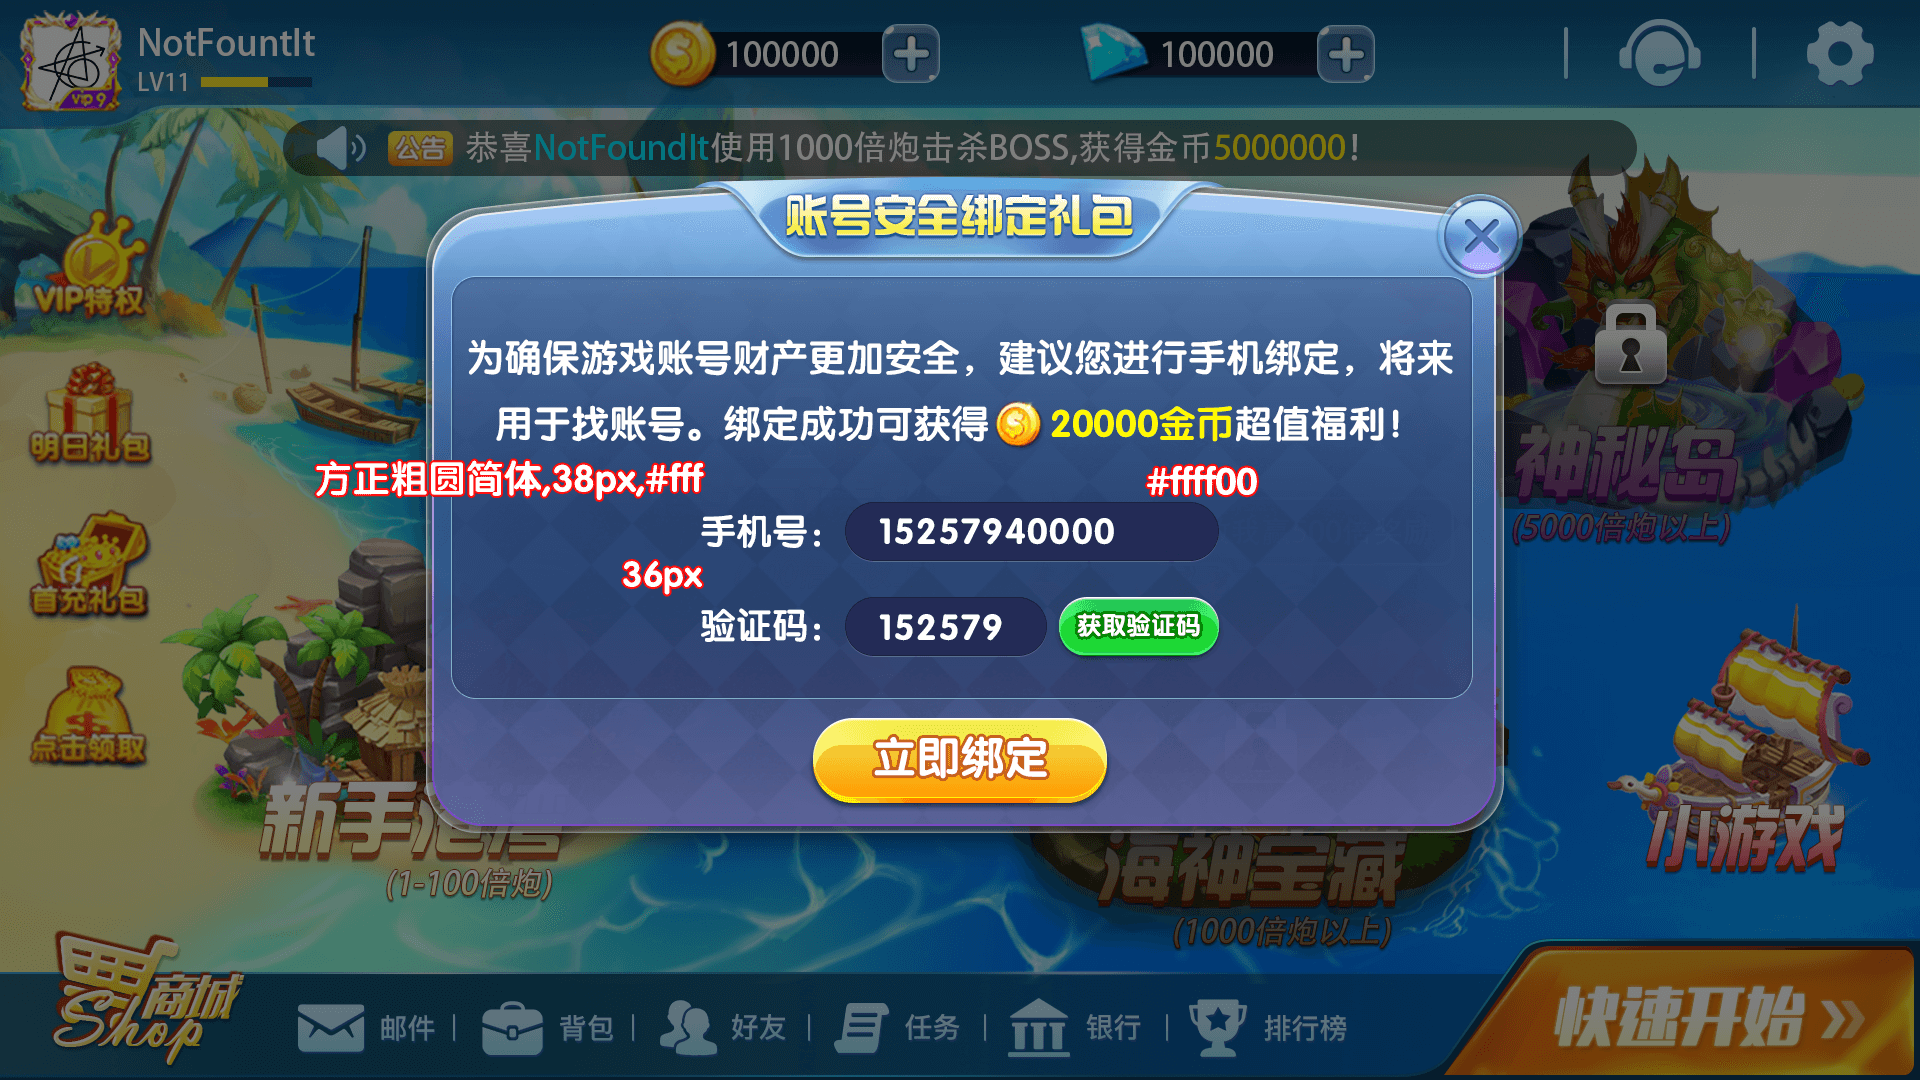 NotFountIt
LV11
vip 9
100000
100000
公告 恭喜NotFoundIt使用1000倍炮击杀BOSS,获得金币5000000!
账号安全绑定礼包
为确保游戏账号财产更加安全，建议您进行手机绑定，将来
用于找账号。绑定成功可获得20000金币超值福利!
方正粗圆简体,38px,#fff
#ffff00
手机号：
15257940000
36px
验证码：
152579
获取验证码
立即绑定
VIP特权
明日礼包
首充礼包
点击领取
神秘岛
(5000倍炮以上)
新手港湾
(1-100倍炮)
海神宝藏
(1000倍炮以上)
小游戏
商城
Shop
邮件
背包
好友
任务
银行
排行榜
快速开始